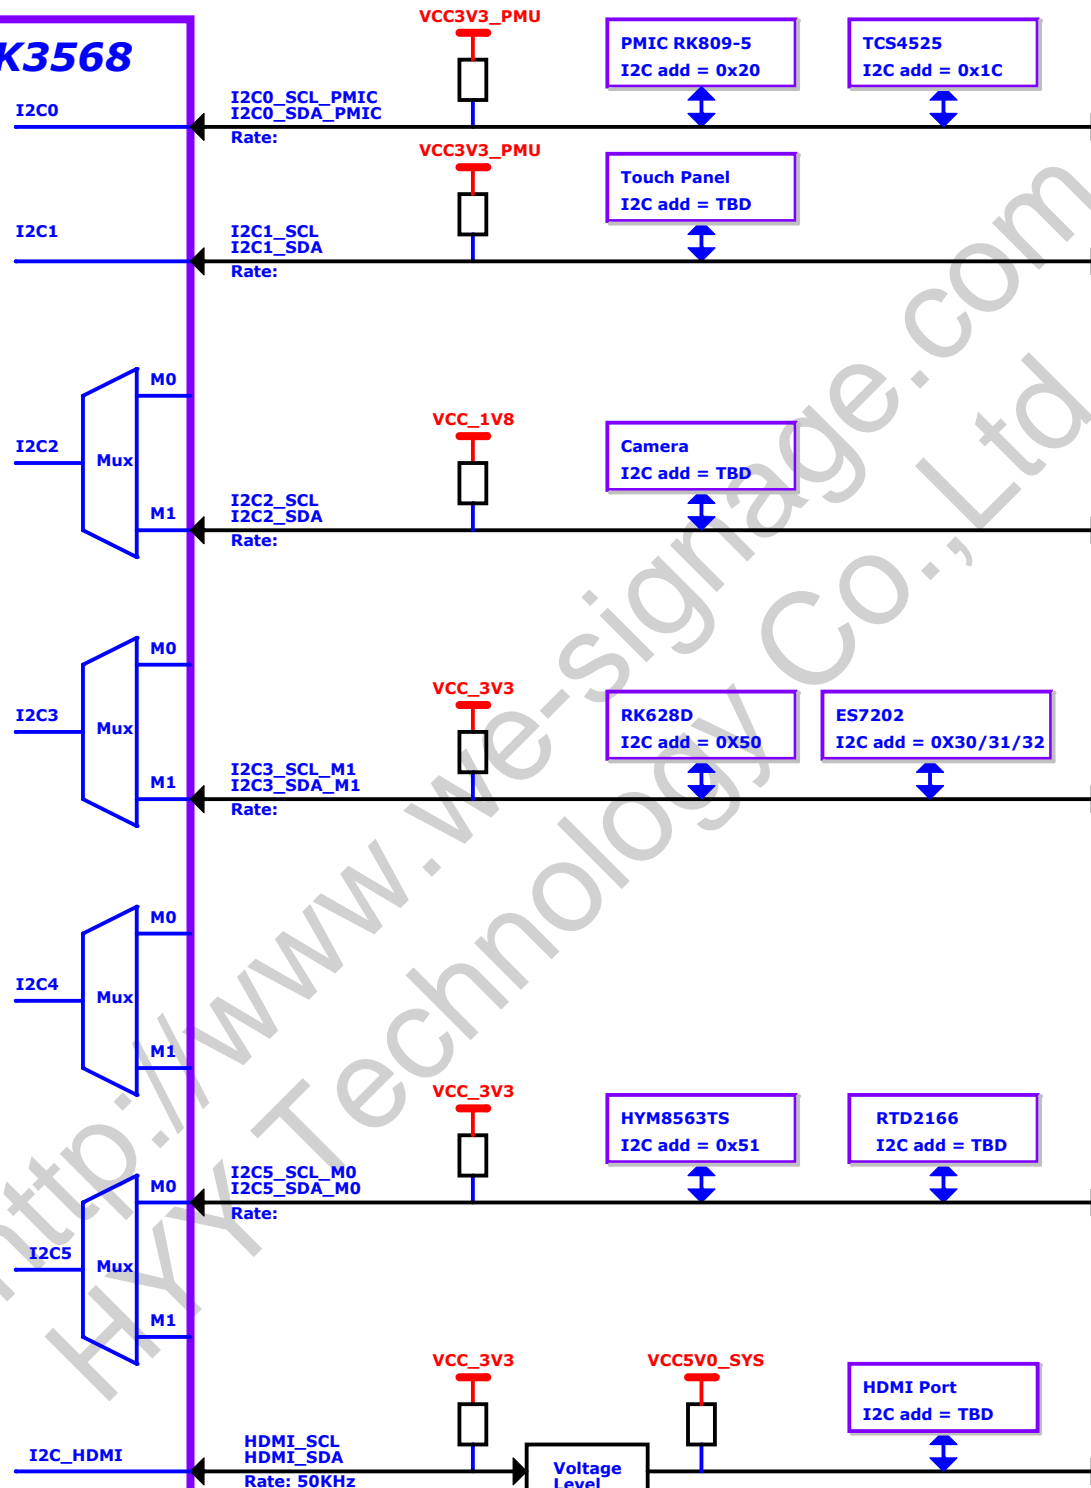 K3568
I2C0
I2C0_SCL_PMIC
I2C0_SDA_PMIC
Rate:
VCC3V3_PMU
PMIC RK809-5
I2C add = 0x20
TCS4525
I2C add = 0x1C
I2C1
I2C1_SCL
I2C1_SDA
Rate:
VCC3V3_PMU
Touch Panel
I2C add = TBD
I2C2
Mux
M0
M1
I2C2_SCL
I2C2_SDA
Rate:
VCC_1V8
Camera
I2C add = TBD
I2C3
Mux
M0
M1
I2C3_SCL_M1
I2C3_SDA_M1
Rate:
VCC_3V3
RK628D
I2C add = 0X50
ES7202
I2C add = 0X30/31/32
I2C4
Mux
M0
M1
I2C5
Mux
M0
M1
I2C5_SCL_M0
I2C5_SDA_M0
Rate:
VCC_3V3
HYM8563TS
I2C add = 0x51
RTD2166
I2C add = TBD
I2C_HDMI
HDMI_SCL
HDMI_SDA
Rate: 50KHz
VCC_3V3
Voltage
Level
VCC5V0_SYS
HDMI Port
I2C add = TBD
http://www.we-signage.com
HYY Technology Co.,Ltd